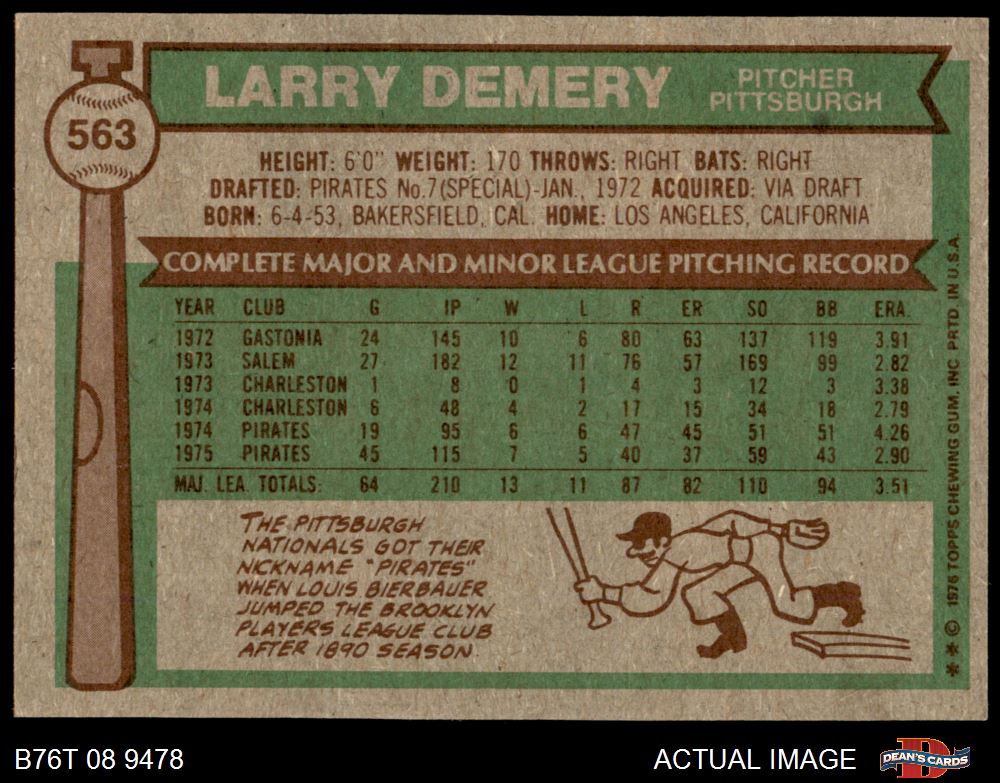 LARRY DEMERY
PITCHER
PITTSBURGH
563
HEIGHT: 6'0" WEIGHT: 170 THROWS: RIGHT BATS: RIGHT
DRAFTED: PIRATES No.7(SPECIAL)-JAN., 1972 ACQUIRED: VIA DRAFT
BORN: 6-4-53, BAKERSFIELD, CAL. HOME: LOS ANGELES, CALIFORNIA
COMPLETE MAJOR AND MINOR LEAGUE PITCHING RECORD
YEAR CLUB G IP W L R ER SO BB ERA.
1972 GASTONIA 24 145 10 6 80 63 137 119 3.91
1973 SALEM 27 182 12 11 76 57 169 99 2.82
1973 CHARLESTON 1 8 0 1 4 3 12 3 3.38
1974 CHARLESTON 6 48 4 2 17 15 34 18 2.79
1974 PIRATES 19 95 6 6 47 45 51 51 4.26
1975 PIRATES 45 115 7 5 40 37 59 43 2.90
MAJ. LEA. TOTALS: 64 210 13 11 87 82 110 94 3.51
THE PITTSBURGH
NATIONALS GOT THEIR
NICKNAME "PIRATES"
WHEN LOUIS BIERBAUER
JUMPED THE BROOKLYN
PLAYERS LEAGUE CLUB
AFTER 1890 SEASON.
** © 1976 TOPPS CHEWING GUM, INC PRTD. IN U.S.A.
B76T 08 9478
ACTUAL IMAGE
DEAN'S CARDS